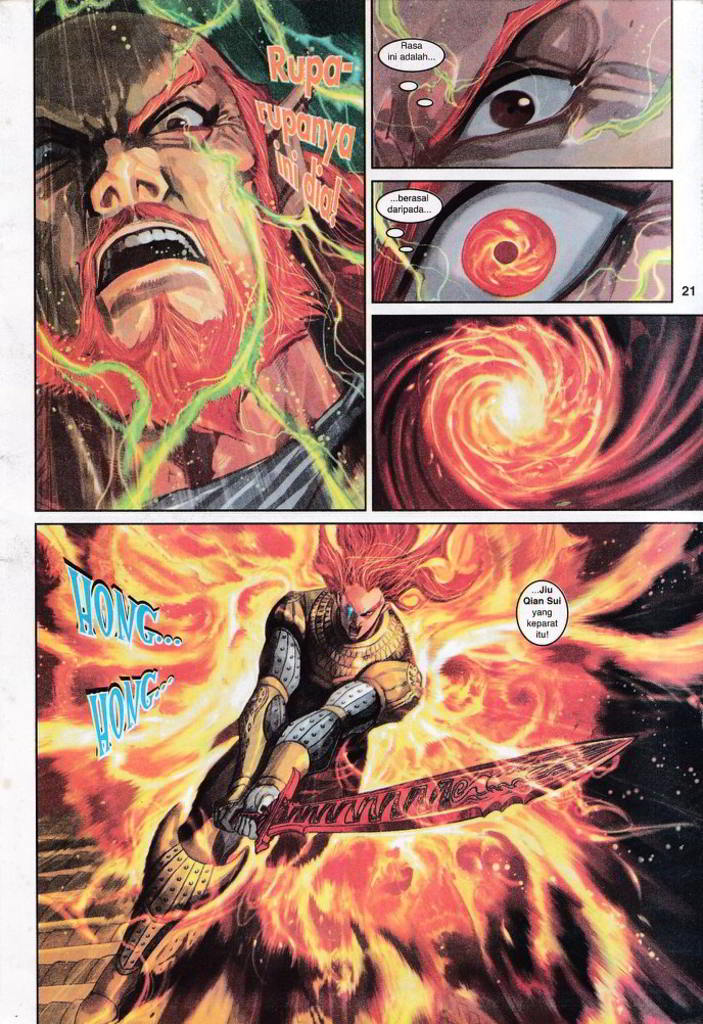 Rupa-
rupanya
ini dia!
Rasa
ini adalah...
...berasal
daripada...
21
HONG...
HONG...
...Jiu
Qian Sui
yang
keparat
itu!